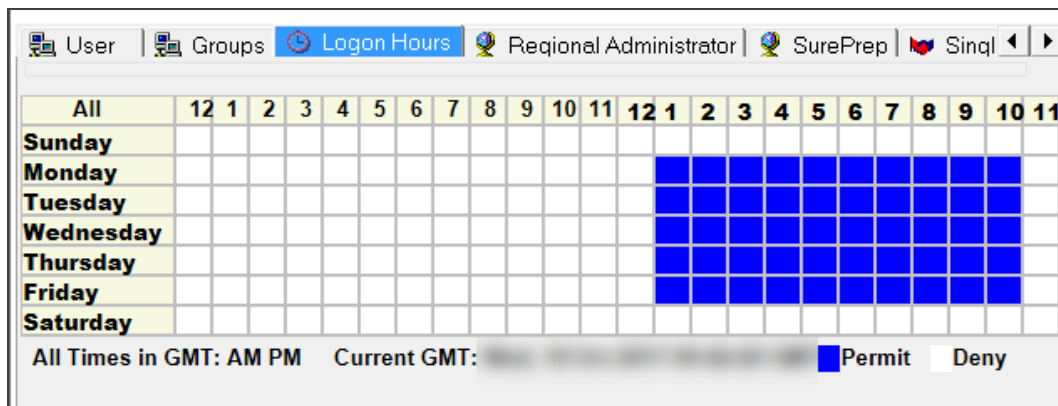 User Groups Logon Hours Reqional Administrator SurePrep Sinql
All 12 1 2 3 4 5 6 7 8 9 10 11 12 1 2 3 4 5 6 7 8 9 10 11
Sunday
Monday
Tuesday
Wednesday
Thursday
Friday
Saturday
All Times in GMT: AM PM Current GMT: Permit Deny